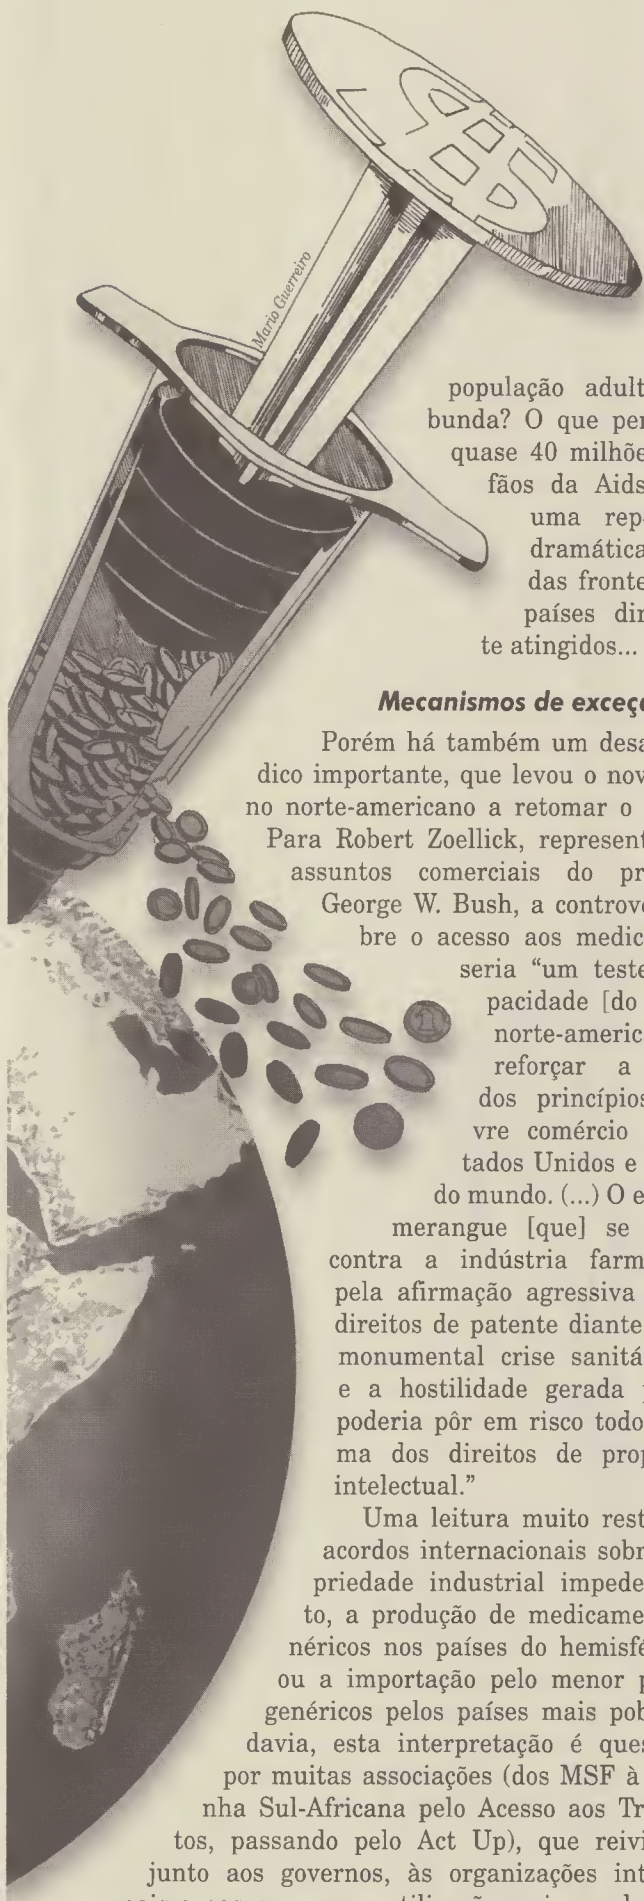 Mario Guerreiro
população adult
bunda? O que per
quase 40 milhõe
fãos da Aids
uma rep
dramática
das fronte
países dir
te atingidos...
Mecanismos de exceç
Porém há também um desa
dico importante, que levou o nov
no norte-americano a retomar o
Para Robert Zoellick, represent
assuntos comerciais do pr
George W. Bush, a controve
bre o acesso aos medic
seria “um teste
pacidade [do
norte-americ
reforçar a
dos princípios
vre comércio
tados Unidos e
do mundo. (...) O e
merangue [que] se
contra a indústria farm
pela afirmação agressiva
direitos de patente diante
monumental crise sanitá
e a hostilidade gerada p
poderia pôr em risco todo
ma dos direitos de prop
intelectual.”
Uma leitura muito rest
acordos internacionais sobr
priedade industrial impede
to, a produção de medicame
néricos nos países do hemisfé
ou a importação pelo menor p
genéricos pelos países mais pob
davia, esta interpretação é ques
por muitas associações (dos MSF à
nha Sul-Africana pelo Acesso aos Tr
tos, passando pelo Act Up), que reivi
junto aos governos, às organizações int